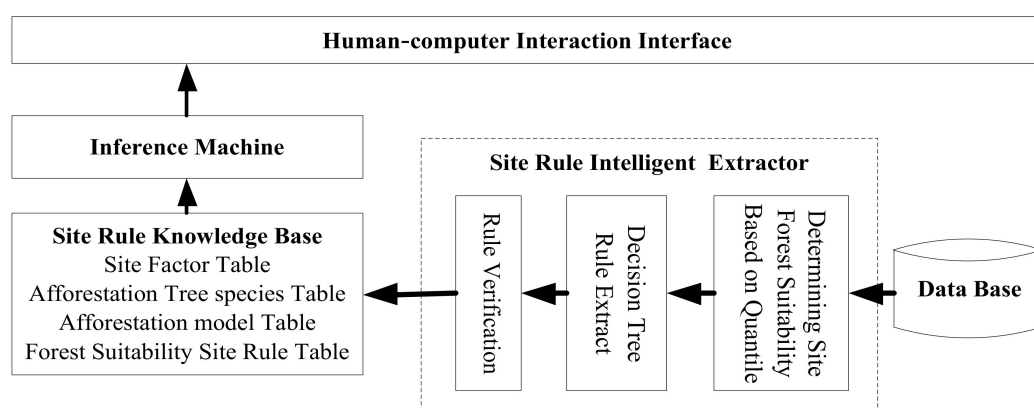 Human-computer Interaction Interface
Inference Machine
Site Rule Knowledge Base
Site Factor Table
Afforestation Tree species Table
Afforestation model Table
Forest Suitability Site Rule Table
Site Rule Intelligent Extractor
Rule Verification
Decision Tree
Rule Extract
Determining Site
Forest Suitability
Based on Quantile
Data Base